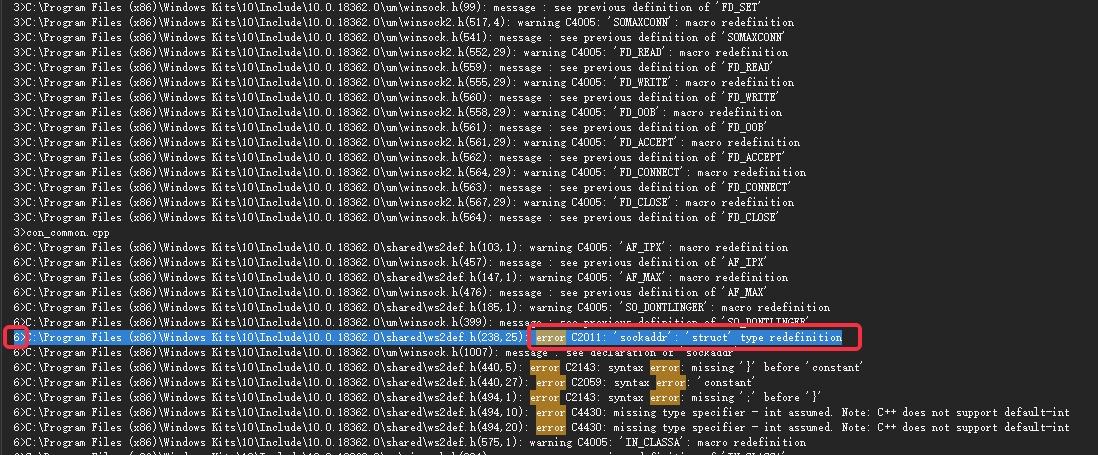 3>C:\Program Files (x86)\Windows Kits\10\Include\10.0.18362.0\um\winsock.h(99): message : see previous definition of 'FD_SET'
3>C:\Program Files (x86)\Windows Kits\10\Include\10.0.18362.0\um\winsock2.h(517,4): warning C4005: 'SOMAXCONN': macro redefinition
3>C:\Program Files (x86)\Windows Kits\10\Include\10.0.18362.0\um\winsock.h(541): message : see previous definition of 'SOMAXCONN'
3>C:\Program Files (x86)\Windows Kits\10\Include\10.0.18362.0\um\winsock2.h(552,29): warning C4005: 'FD_READ': macro redefinition
3>C:\Program Files (x86)\Windows Kits\10\Include\10.0.18362.0\um\winsock.h(559): message : see previous definition of 'FD_READ'
3>C:\Program Files (x86)\Windows Kits\10\Include\10.0.18362.0\um\winsock2.h(555,29): warning C4005: 'FD_WRITE': macro redefinition
3>C:\Program Files (x86)\Windows Kits\10\Include\10.0.18362.0\um\winsock.h(560): message : see previous definition of 'FD_WRITE'
3>C:\Program Files (x86)\Windows Kits\10\Include\10.0.18362.0\um\winsock2.h(558,29): warning C4005: 'FD_OOB': macro redefinition
3>C:\Program Files (x86)\Windows Kits\10\Include\10.0.18362.0\um\winsock.h(561): message : see previous definition of 'FD_OOB'
3>C:\Program Files (x86)\Windows Kits\10\Include\10.0.18362.0\um\winsock2.h(561,29): warning C4005: 'FD_ACCEPT': macro redefinition
3>C:\Program Files (x86)\Windows Kits\10\Include\10.0.18362.0\um\winsock.h(562): message : see previous definition of 'FD_ACCEPT'
3>C:\Program Files (x86)\Windows Kits\10\Include\10.0.18362.0\um\winsock2.h(564,29): warning C4005: 'FD_CONNECT': macro redefinition
3>C:\Program Files (x86)\Windows Kits\10\Include\10.0.18362.0\um\winsock.h(563): message : see previous definition of 'FD_CONNECT'
3>C:\Program Files (x86)\Windows Kits\10\Include\10.0.18362.0\um\winsock2.h(567,29): warning C4005: 'FD_CLOSE': macro redefinition
3>C:\Program Files (x86)\Windows Kits\10\Include\10.0.18362.0\um\winsock.h(564): message : see previous definition of 'FD_CLOSE'
3>con_common.cpp
6>C:\Program Files (x86)\Windows Kits\10\Include\10.0.18362.0\shared\ws2def.h(103,1): warning C4005: 'AF_IPX': macro redefinition
6>C:\Program Files (x86)\Windows Kits\10\Include\10.0.18362.0\um\winsock.h(457): message : see previous definition of 'AF_IPX'
6>C:\Program Files (x86)\Windows Kits\10\Include\10.0.18362.0\shared\ws2def.h(147,1): warning C4005: 'AF_MAX': macro redefinition
6>C:\Program Files (x86)\Windows Kits\10\Include\10.0.18362.0\um\winsock.h(476): message : see previous definition of 'AF_MAX'
6>C:\Program Files (x86)\Windows Kits\10\Include\10.0.18362.0\shared\ws2def.h(185,1): warning C4005: 'SO_DONTLINGER': macro redefinition
6>C:\Program Files (x86)\Windows Kits\10\Include\10.0.18362.0\um\winsock.h(399): message : see previous definition of 'SO_DONTLINGER'
6>C:\Program Files (x86)\Windows Kits\10\Include\10.0.18362.0\shared\ws2def.h(238,25): error C2011: 'sockaddr': 'struct' type redefinition
6>C:\Program Files (x86)\Windows Kits\10\Include\10.0.18362.0\um\winsock.h(1007): message : see declaration of 'sockaddr'
6>C:\Program Files (x86)\Windows Kits\10\Include\10.0.18362.0\shared\ws2def.h(440,5): error C2143: syntax error: missing '}' before 'constant'
6>C:\Program Files (x86)\Windows Kits\10\Include\10.0.18362.0\shared\ws2def.h(440,27): error C2059: syntax error: 'constant'
6>C:\Program Files (x86)\Windows Kits\10\Include\10.0.18362.0\shared\ws2def.h(494,1): error C2143: syntax error: missing ';' before '}'
6>C:\Program Files (x86)\Windows Kits\10\Include\10.0.18362.0\shared\ws2def.h(494,10): error C4430: missing type specifier - int assumed. Note: C++ does not support default-int
6>C:\Program Files (x86)\Windows Kits\10\Include\10.0.18362.0\shared\ws2def.h(494,20): error C4430: missing type specifier - int assumed. Note: C++ does not support default-int
6>C:\Program Files (x86)\Windows Kits\10\Include\10.0.18362.0\shared\ws2def.h(575,1): warning C4005: 'IN_CLASSA': macro redefinition